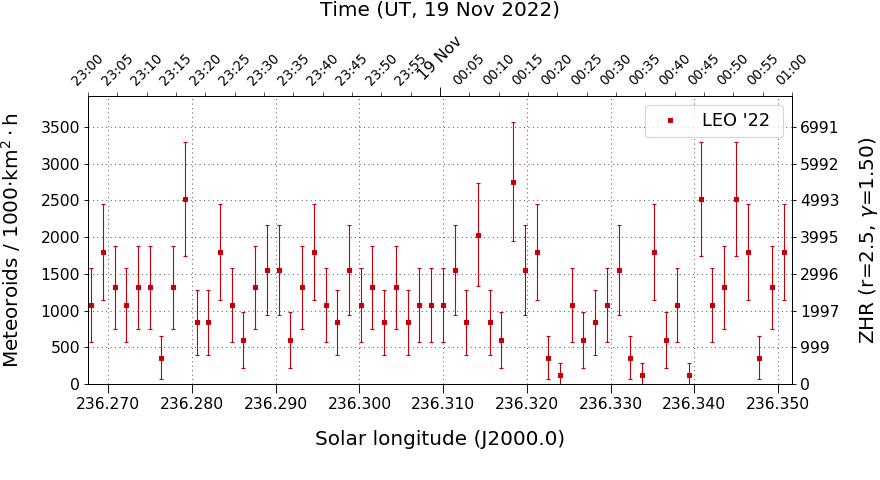 Time (UT, 19 Nov 2022)
23:00 23:05 23:10 23:15 23:20 23:25 23:30 23:35 23:40 23:45 23:50 23:55 19 Nov 00:05 00:10 00:15 00:20 00:25 00:30 00:35 00:40 00:45 00:50 00:55 01:00
LEO '22
Meteoroids / 1000·km² · h
3500
3000
2500
2000
1500
1000
500
0
6991
5992
4993
3995
2996
1997
999
0
ZHR (r=2.5, γ=1.50)
236.270 236.280 236.290 236.300 236.310 236.320 236.330 236.340 236.350
Solar longitude (J2000.0)